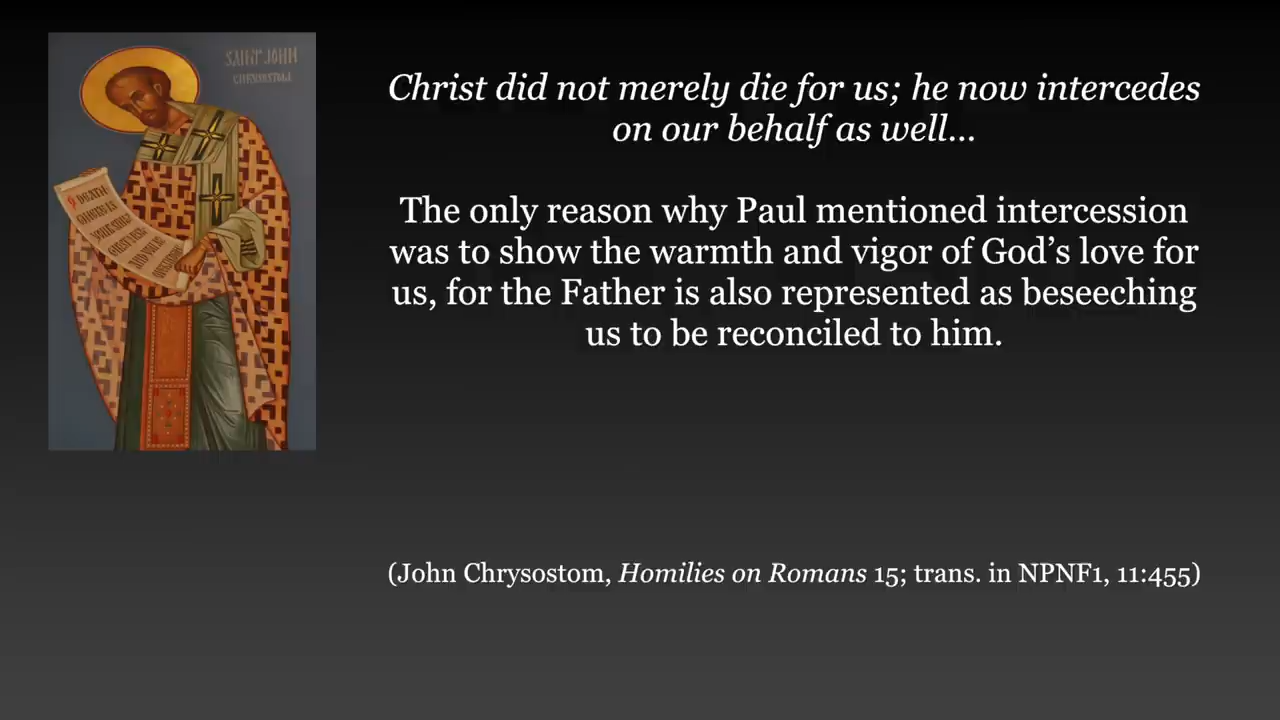 SAINT JOHN
CHRYSOSTOM
Christ did not merely die for us; he now intercedes
on our behalf as well...
The only reason why Paul mentioned intercession
was to show the warmth and vigor of God’s love for
us, for the Father is also represented as beseeching
us to be reconciled to him.
(John Chrysostom, Homilies on Romans 15; trans. in NPNF1, 11:455)